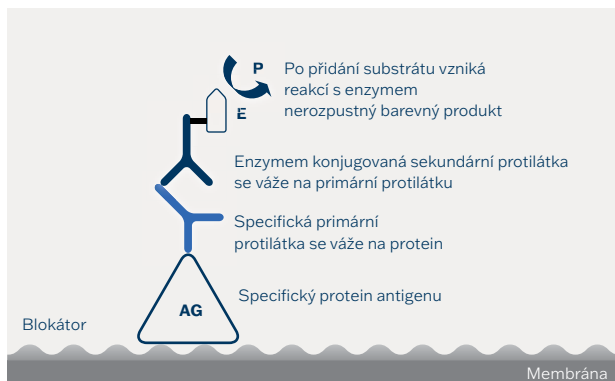 P
Po přidání substrátu vzniká
reakcí s enzymem
nerozpustný barevný produkt
E
Enzymem konjugovaná sekundární protilátka
se váže na primární protilátku
Specifická primární
protilátka se váže na protein
AG
Specifický protein antigenu
Blokátor
Membrána